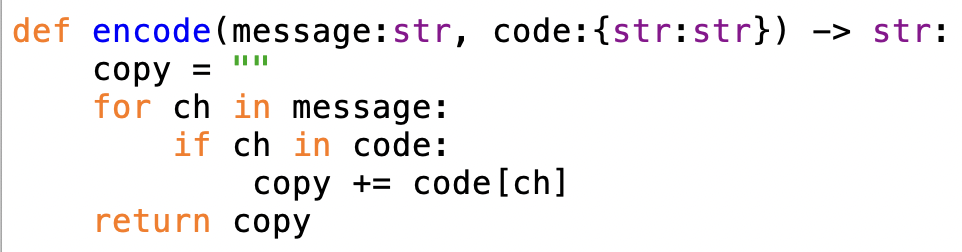 def encode(message:str, code:{str:str}) -> str:
    copy = ""
    for ch in message:
        if ch in code:
            copy += code[ch]
    return copy